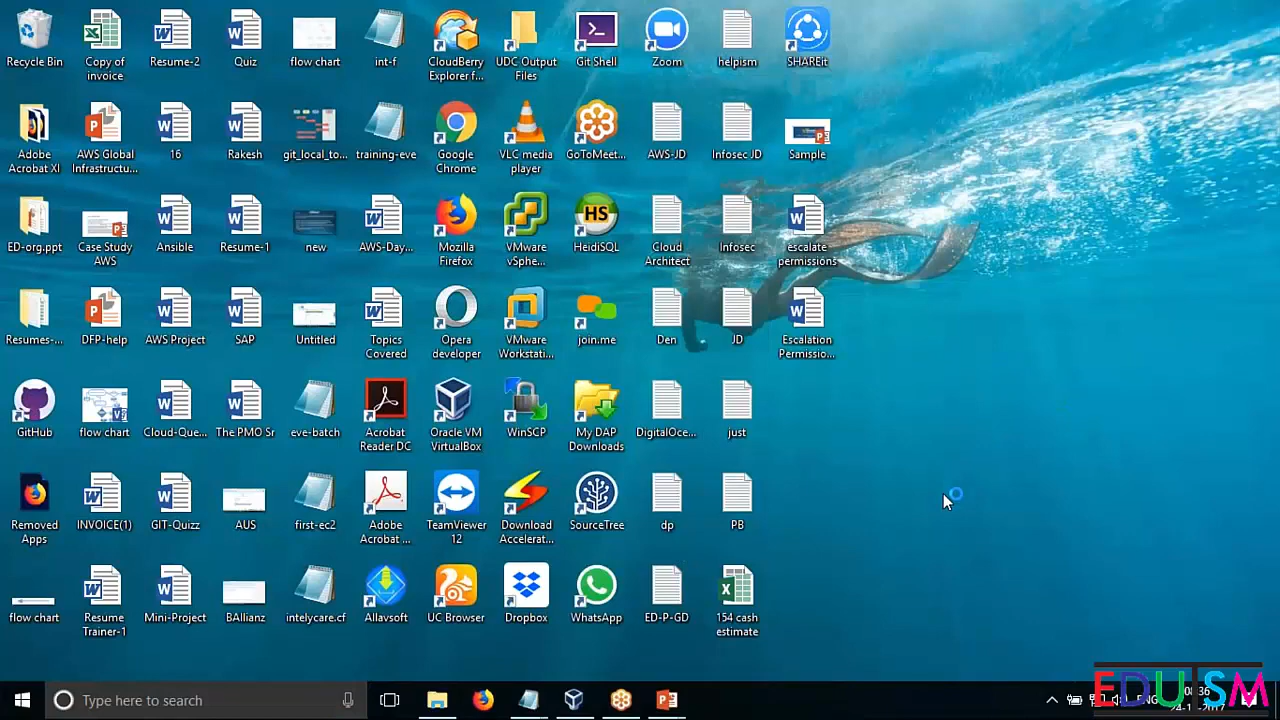 Recycle Bin
Copy of
invoice
Resume-2
Quiz
flow chart
int-f
CloudBerry
Explorer f...
UDC Output
Files
Git Shell
Zoom
helpism
SHAREit
Adobe
Acrobat XI
AWS Global
Infrastructu...
16
Rakesh
git_local_to...
training-eve
Google
Chrome
VLC media
player
GoToMeet...
AWS-JD
Infosec JD
Sample
ED-org.ppt
Case Study
AWS
Ansible
Resume-1
new
AWS-Day...
Mozilla
Firefox
VMware
vSphe...
HS
HeidiSQL
Cloud
Architect
Infosec
escalate
permissions
Resumes-...
DFP-help
AWS Project
SAP
Untitled
Topics
Covered
Opera
developer
VMware
Workstati...
join.me
Den
JD
Escalation
Permissio...
GitHub
flow chart
Cloud-Que...
The PMO Sr
eve-batch
Acrobat
Reader DC
Oracle VM
VirtualBox
WinSCP
My DAP
Downloads
DigitalOce...
just
Removed
Apps
INVOICE(1)
GIT-Quizz
AUS
first-ec2
Adobe
Acrobat ...
TeamViewer
12
Download
Accelerat...
SourceTree
dp
PB
flow chart
Resume
Trainer-1
Mini-Project
BAllianz
intelycare.cf
Allavsoft
UC Browser
Dropbox
WhatsApp
ED-P-GD
154 cash
estimate
Type here to search
EDUISM